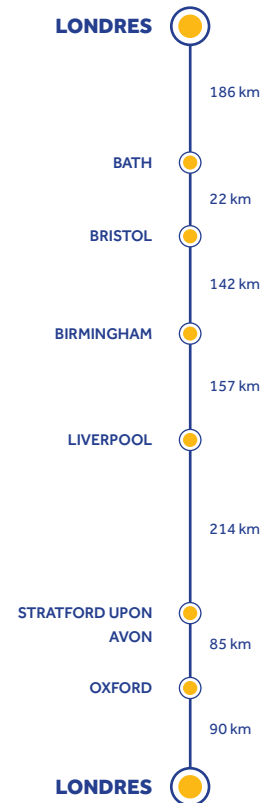 LONDRES
186 km
BATH
22 km
BRISTOL
142 km
BIRMINGHAM
157 km
LIVERPOOL
214 km
STRATFORD UPON
AVON
85 km
OXFORD
90 km
LONDRES